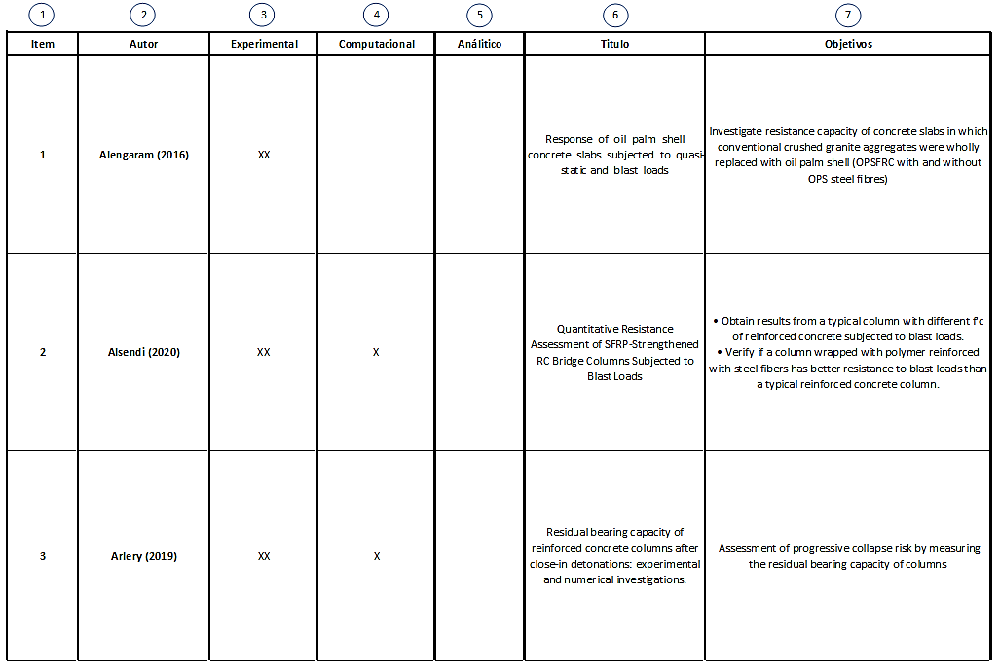 1 2 3 4 5 6 7
Item Autor Experimental Computacional Análitico Titulo Objetivos
1 Alengaram (2016) XX
Response of oil palm shell
concrete slabs subjected to quasi-
static and blast loads
Investigate resistance capacity of concrete slabs in which
conventional crushed granite aggregates were wholly
replaced with oil palm shell (OPSFRC with and without
OPS steel fibres)
2 Alsendi (2020) XX X
Quantitative Resistance
Assessment of SFRP-Strengthened
RC Bridge Columns Subjected to
Blast Loads
• Obtain results from a typical column with different f'c
of reinforced concrete subjected to blast loads.
• Verify if a column wrapped with polymer reinforced
with steel fibers has better resistance to blast loads than
a typical reinforced concrete column.
3 Arlery (2019) XX X
Residual bearing capacity of
reinforced concrete columns after
close-in detonations: experimental
and numerical investigations.
Assessment of progressive collapse risk by measuring
the residual bearing capacity of columns